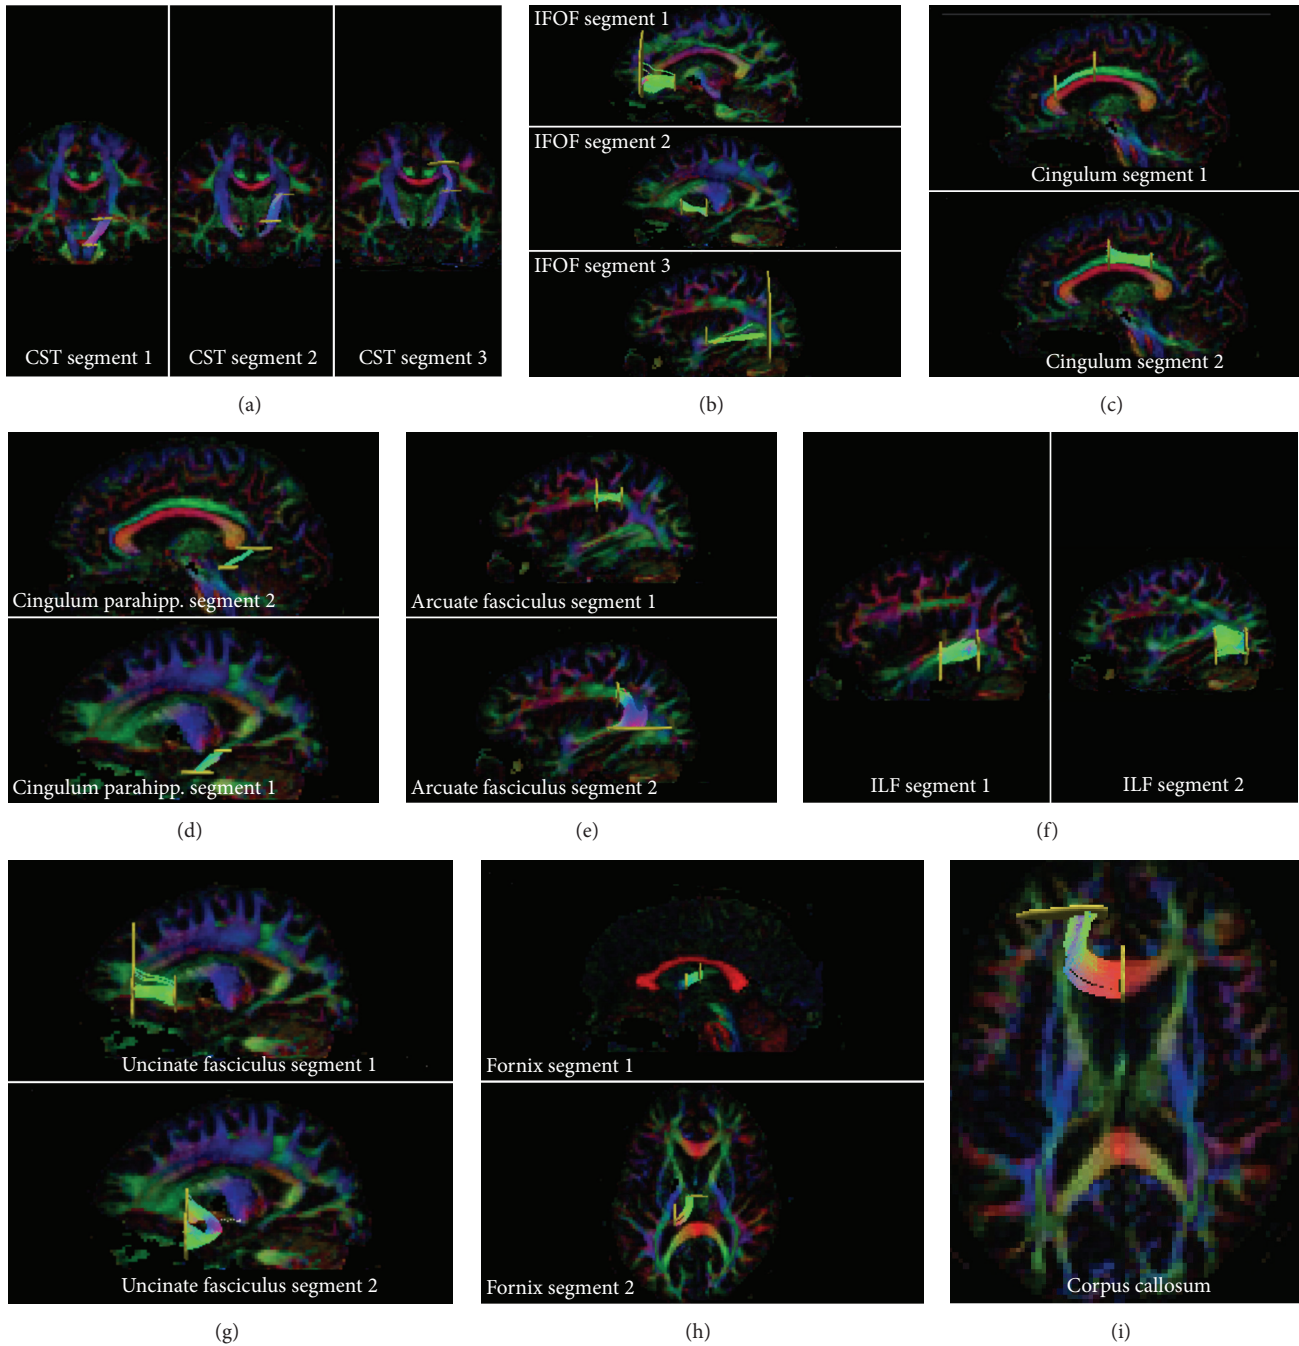 CST segment 1
CST segment 2
CST segment 3
(a)
IFOF segment 1
IFOF segment 2
IFOF segment 3
(b)
Cingulum segment 1
Cingulum segment 2
(c)
Cingulum parahipp. segment 2
Cingulum parahipp. segment 1
(d)
Arcuate fasciculus segment 1
Arcuate fasciculus segment 2
(e)
ILF segment 1
ILF segment 2
(f)
Uncinate fasciculus segment 1
Uncinate fasciculus segment 2
(g)
Fornix segment 1
Fornix segment 2
(h)
Corpus callosum
(i)